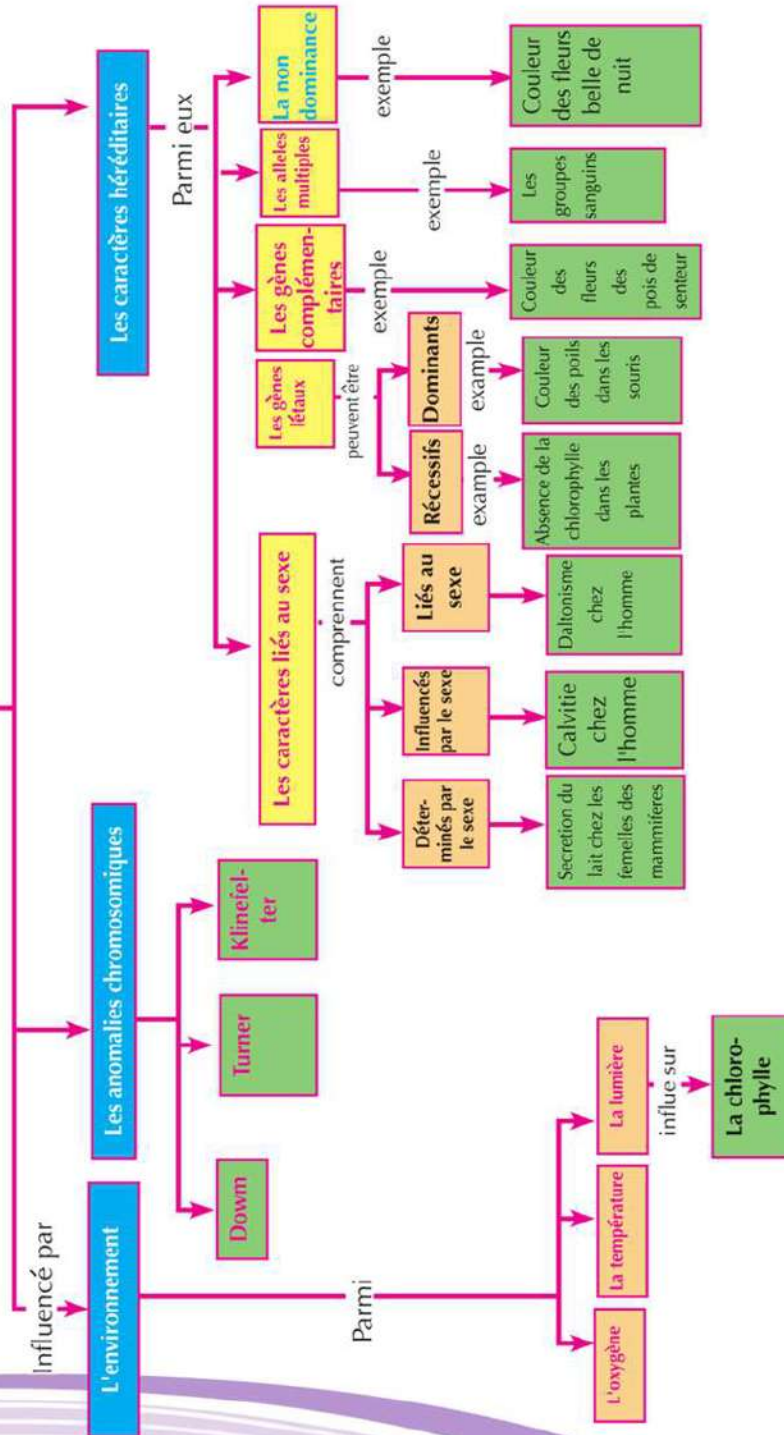 Influencé par
L'environnement
Parmi
L'oxygène
La température
La lumière
influe sur
La chloro-
phylle
Les anomalies chromosomiques
Dowm
Turner
Klinefel-
ter
Les caractères héréditaires
Parmi eux
Les caractères liés au sexe
comprennent
Déter-
minés par
le sexe
Secretion du
lait chez les
femelles des
mammiferes
Influencés
par le sexe
Calvitie
chez
l'homme
Liés au
sexe
Daltonisme
chez
l'homme
Les gènes
létaux
peuvent être
Récessifs
example
Absence de la
chlorophylle
dans les
plantes
Dominants
example
Couleur
des poils
dans les
souris
Les gènes
complémen-
taires
exemple
Couleur
des
fleurs
des
pois de
senteur
Les alleles
multiples
exemple
Les
groupes
sanguins
La non
dominance
exemple
Couleur
des fleurs
belle de
nuit